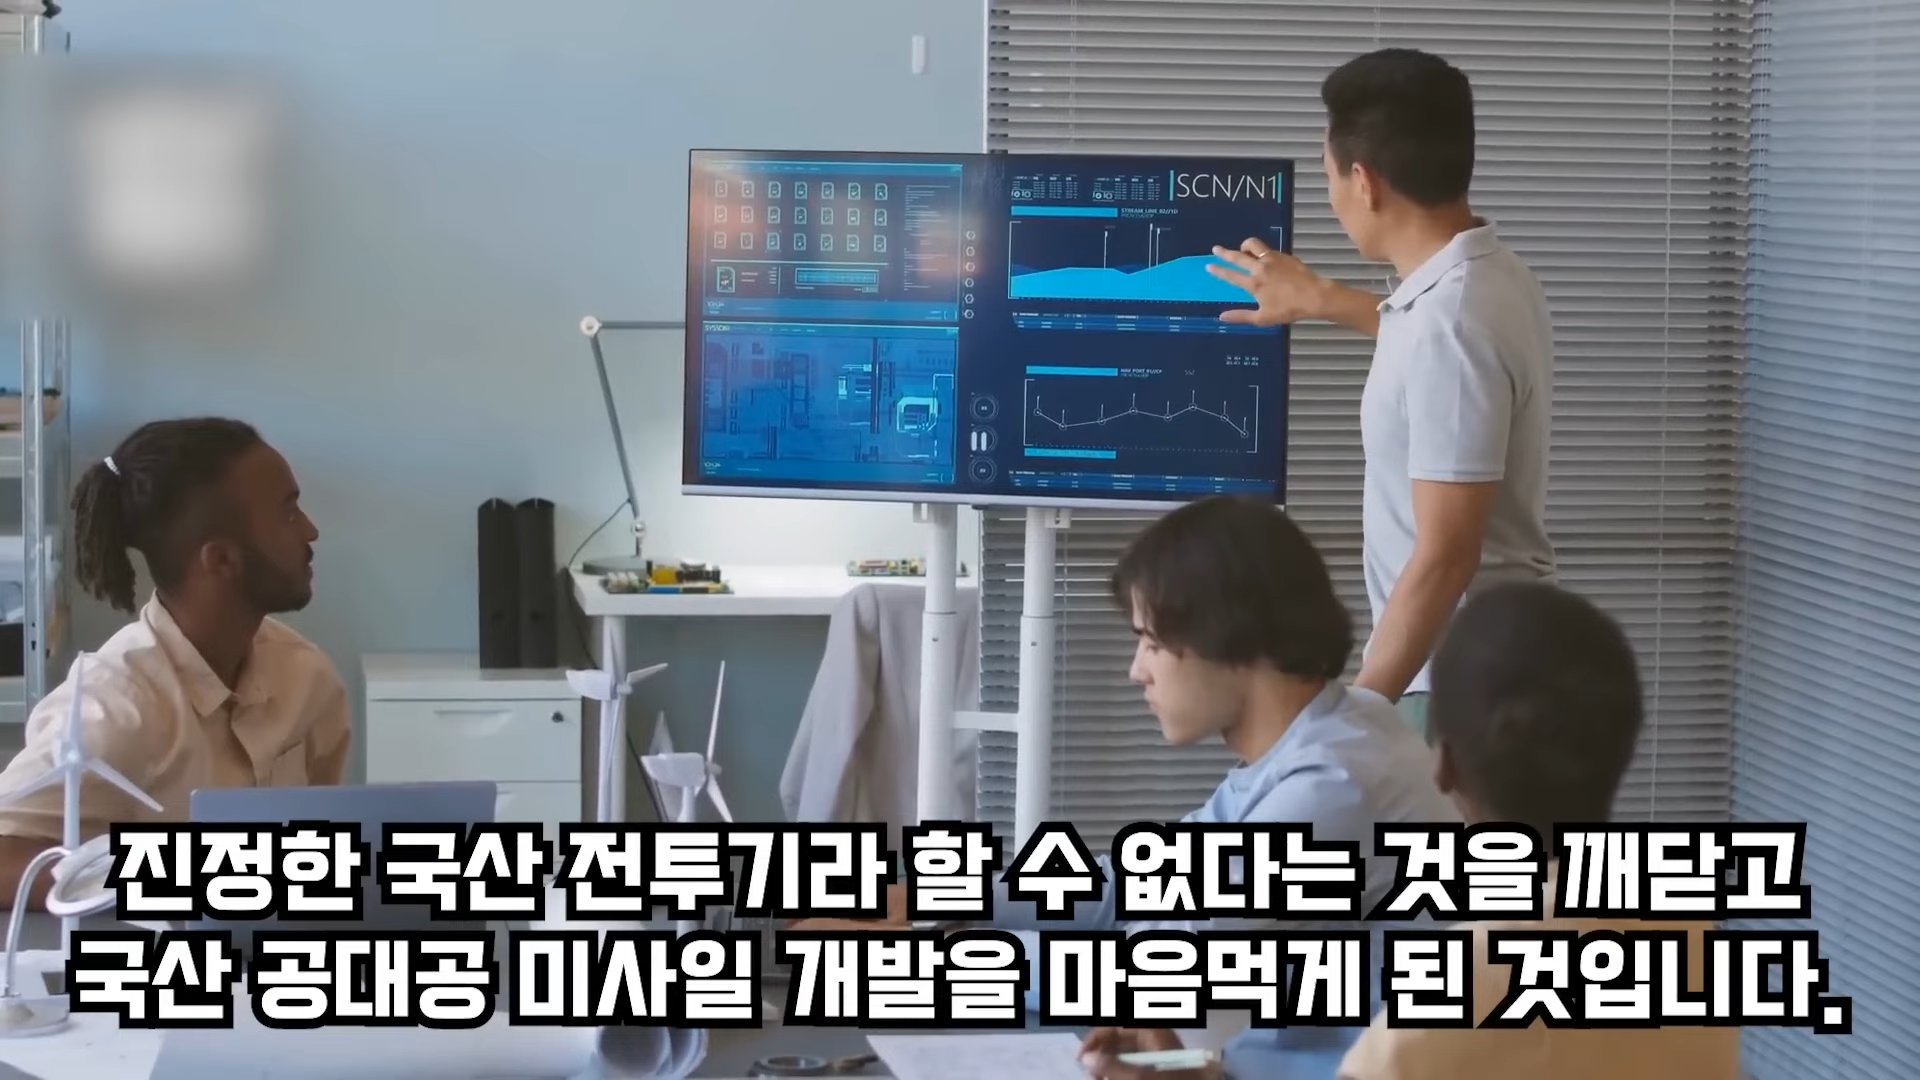 SCN/N1
진정한 국산 전투기라 할 수 없다는 것을 깨닫고
국산 공대공 미사일 개발을 마음먹게 된 것입니다.